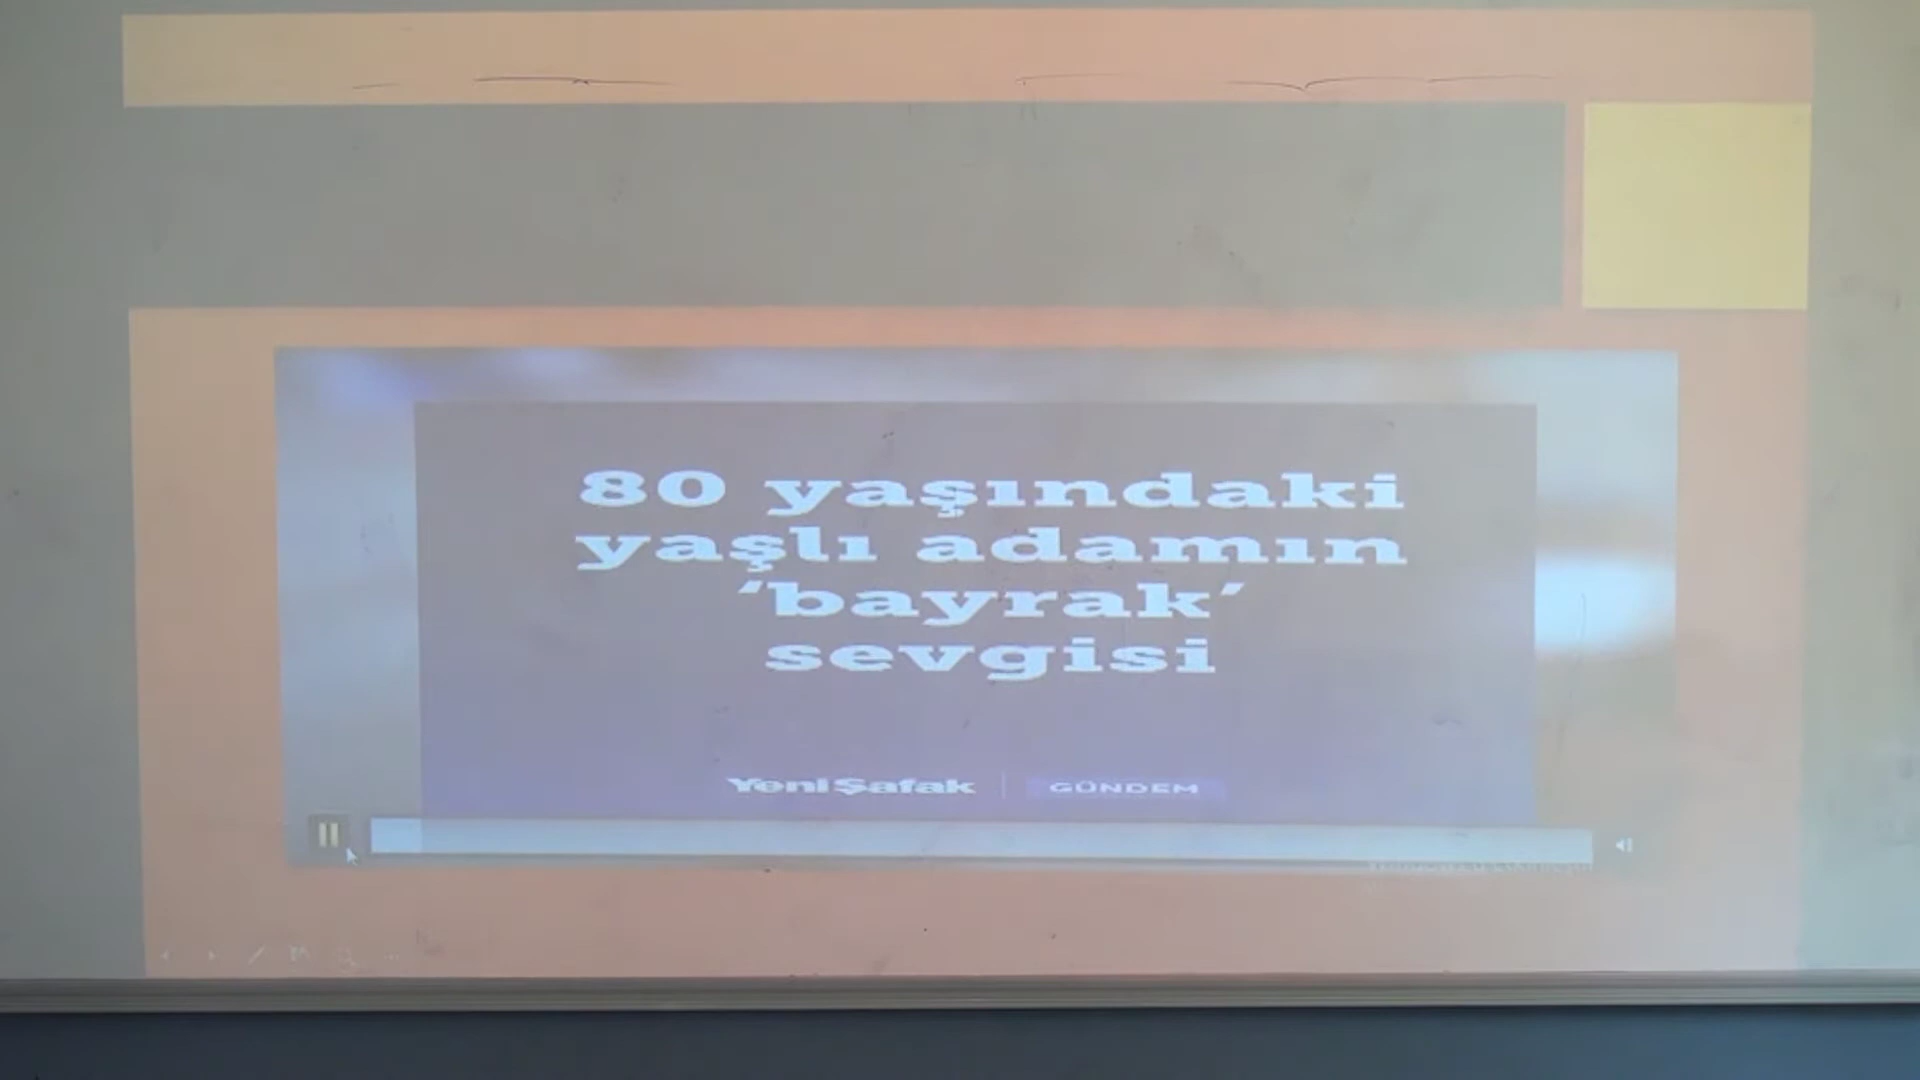 80 yaşındaki
yaşlı adamın
'bayrak'
sevgisi
Yeni Şafak
GÜNDEM